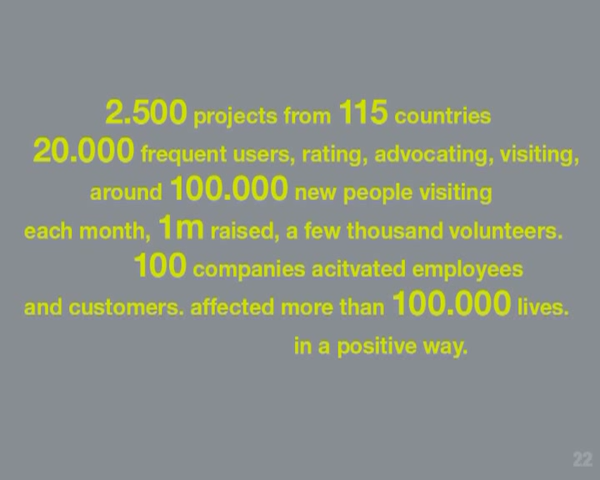 2.500 projects from 115 countries
20.000 frequent users, rating, advocating, visiting,
around 100.000 new people visiting
each month, 1m raised, a few thousand volunteers.
100 companies acitvated employees
and customers. affected more than 100.000 lives.
in a positive way.
22